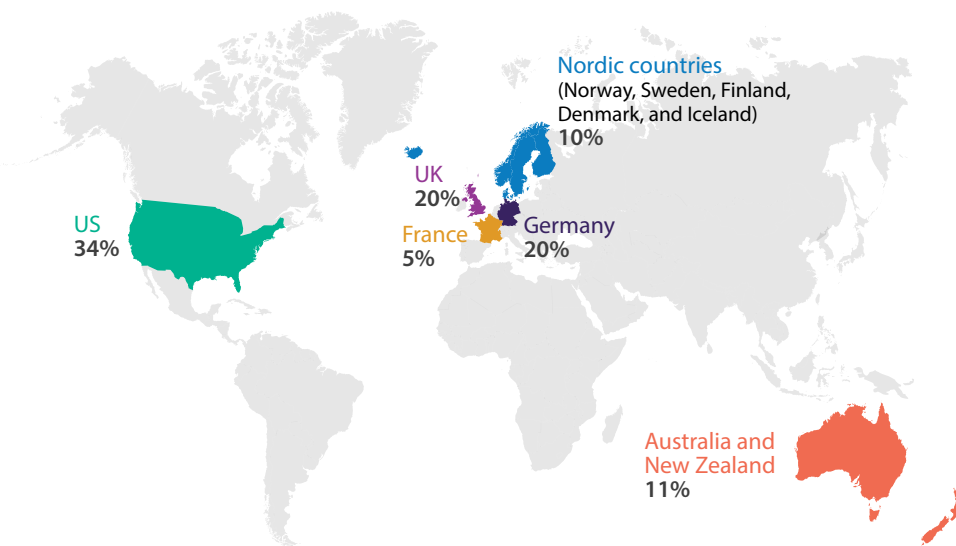 Nordic countries
(Norway, Sweden, Finland,
Denmark, and Iceland)
10%
UK
20%
US
34%
France
5%
Germany
20%
Australia and
New Zealand
11%